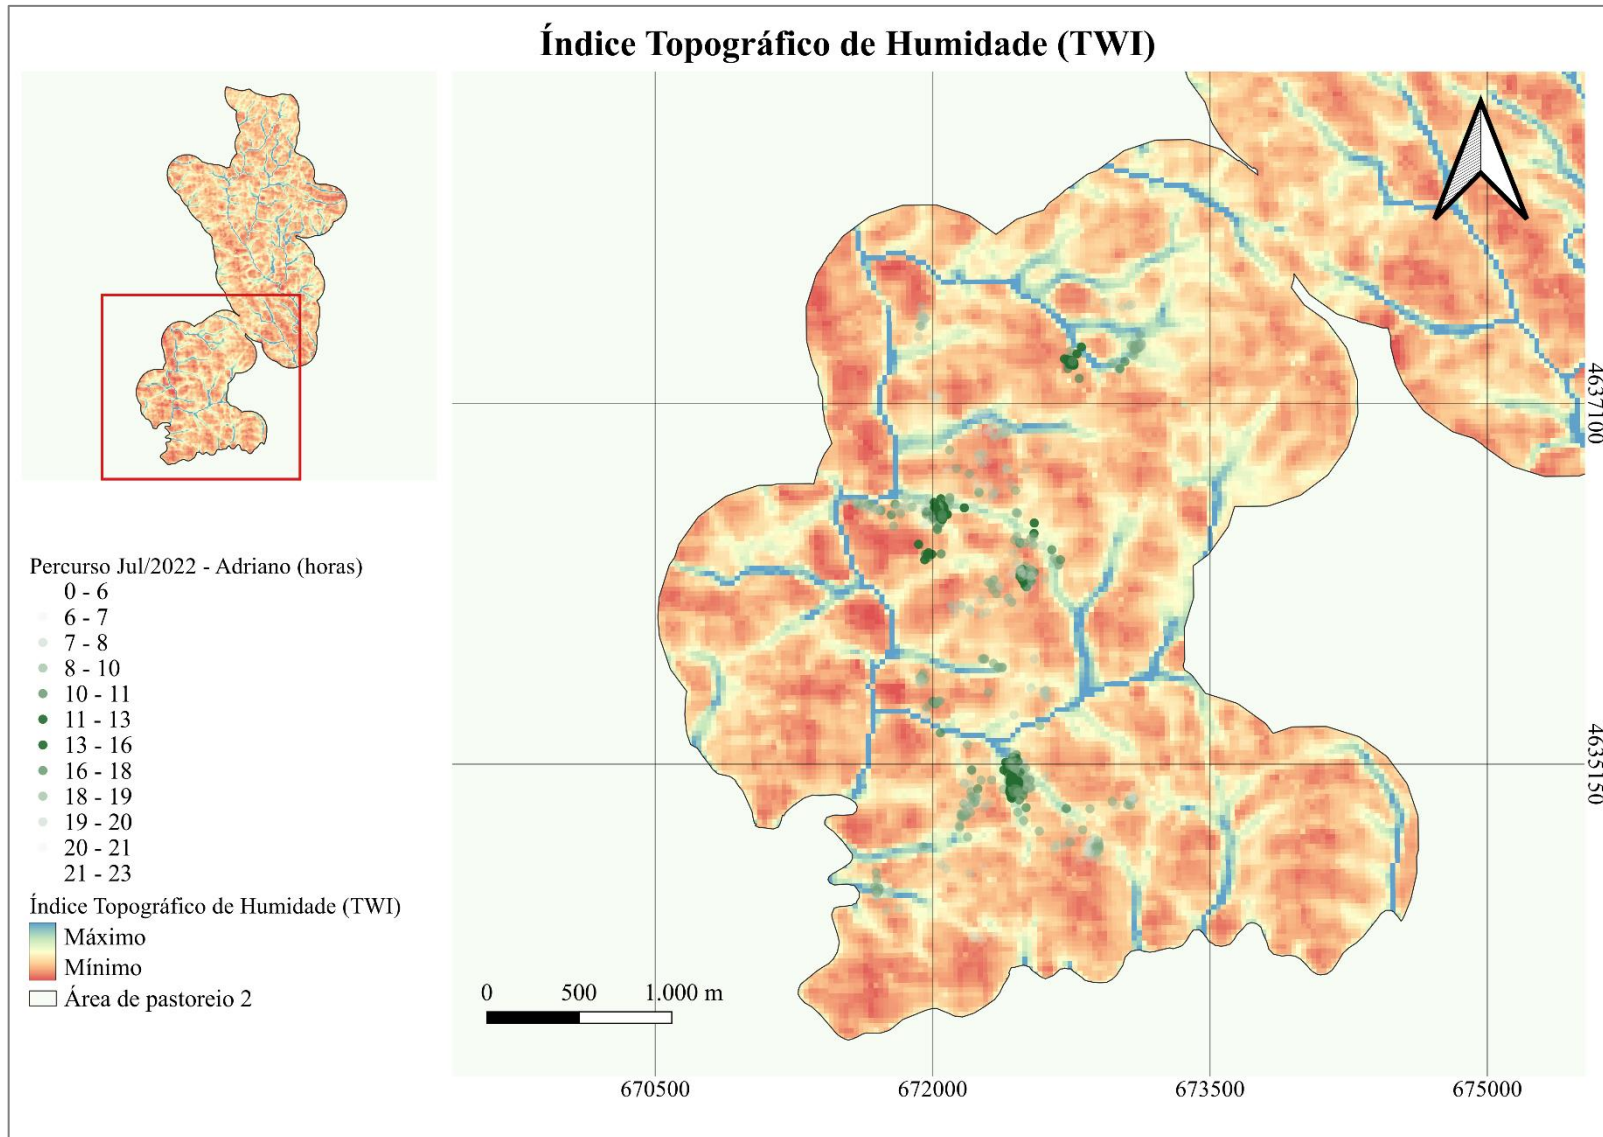 Índice Topográfico de Humidade (TWI)
Percurso Jul/2022 - Adriano (horas)
0 - 6
6 - 7
7 - 8
8 - 10
10 - 11
11 - 13
13 - 16
16 - 18
18 - 19
19 - 20
20 - 21
21 - 23
Índice Topográfico de Humidade (TWI)
Máximo
Mínimo
Área de pastoreio 2
0 500 1.000 m
4637100
4635150
670500 672000 673500 675000